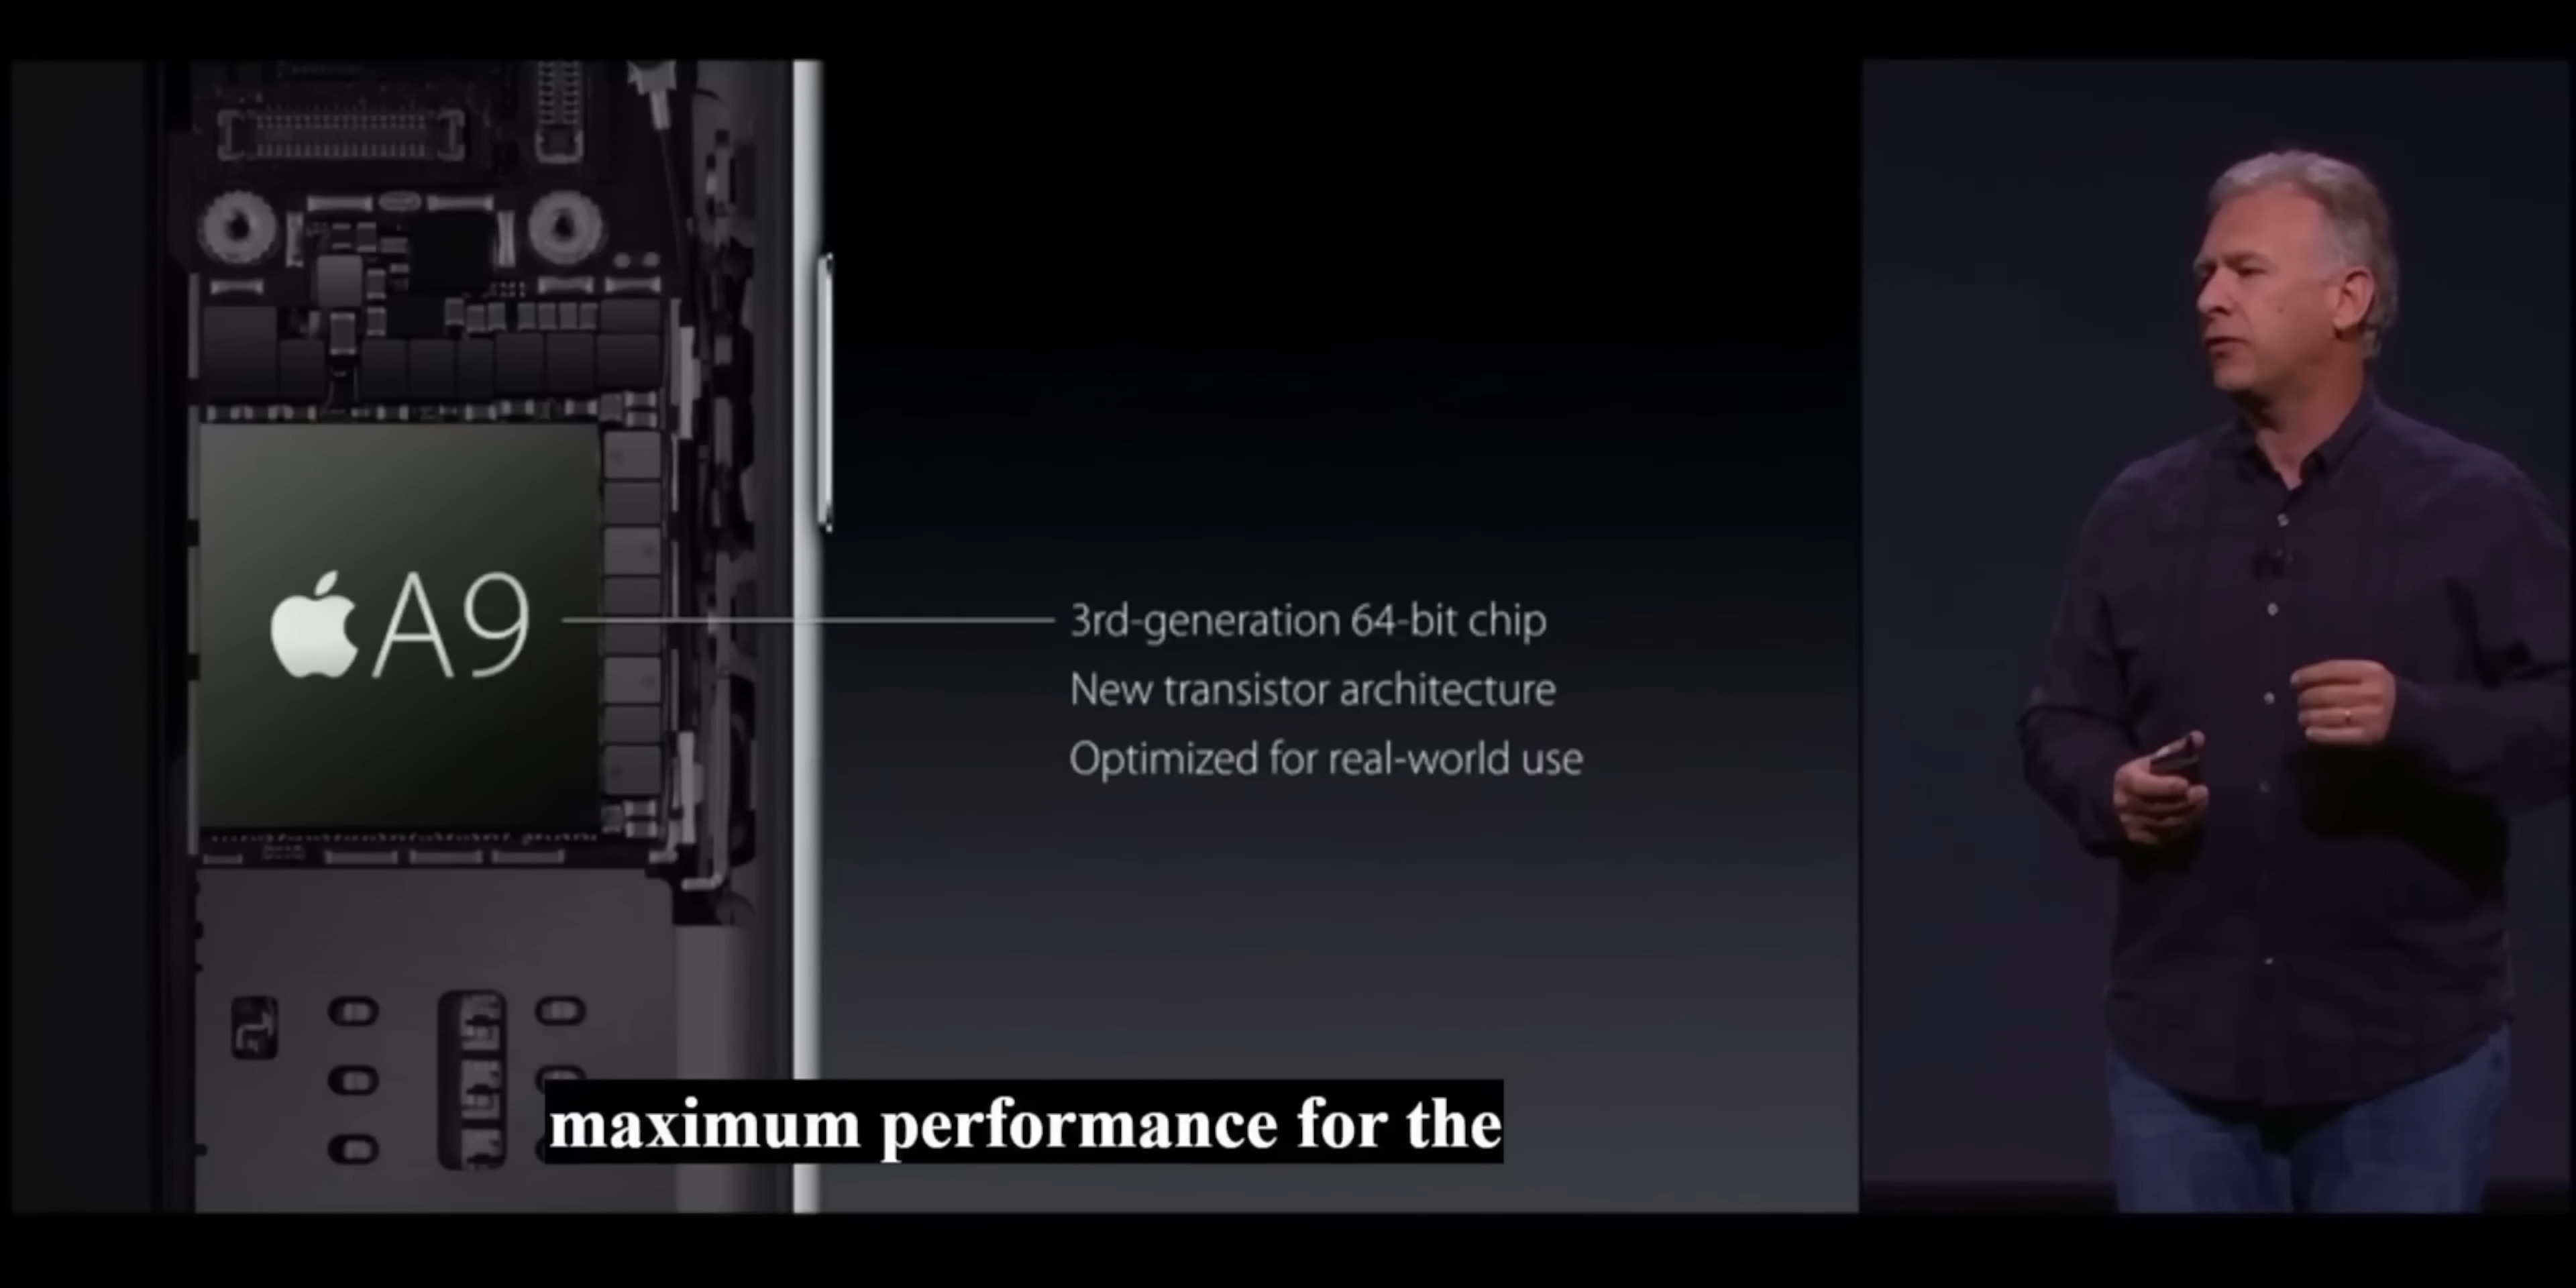 A9
3rd-generation 64-bit chip
New transistor architecture
Optimized for real-world use
maximum performance for the